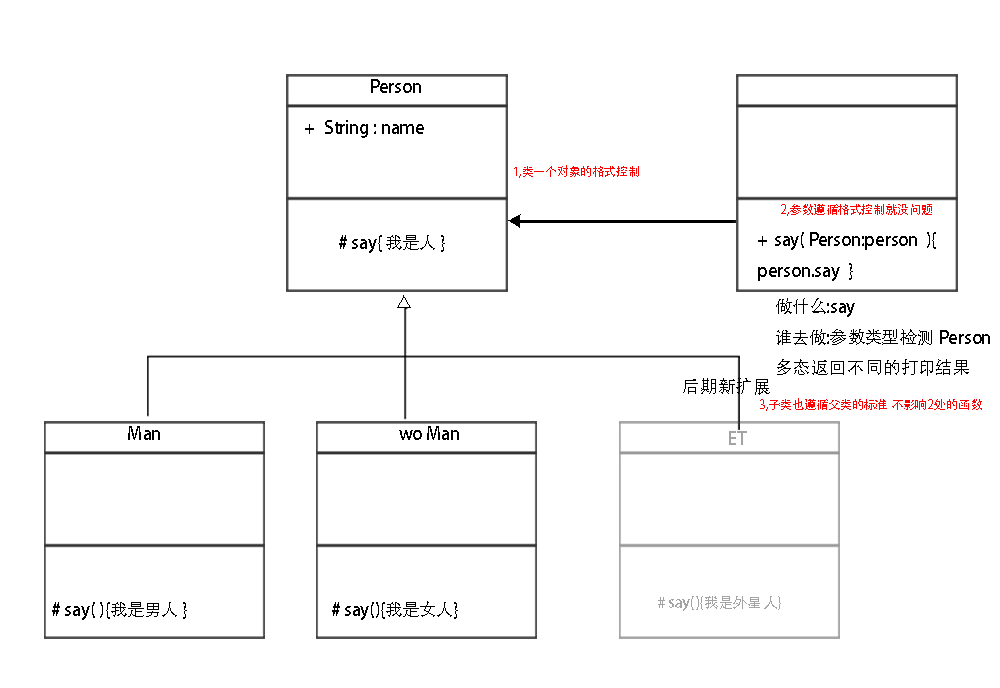 Person
+ String : name
1,类一个对象的格式控制
2,参数遵循格式控制就没问题
# say{ 我是人 }
+ say( Person:person ){
person.say }
做什么:say
谁去做:参数类型检测 Person
多态返回不同的打印结果
后期新扩展
3,子类也遵循父类的标准 不影响2处的函数
Man
wo Man
ET
# say( ){我是男人 }
# say(){我是女人}
# say(){我是外星人}